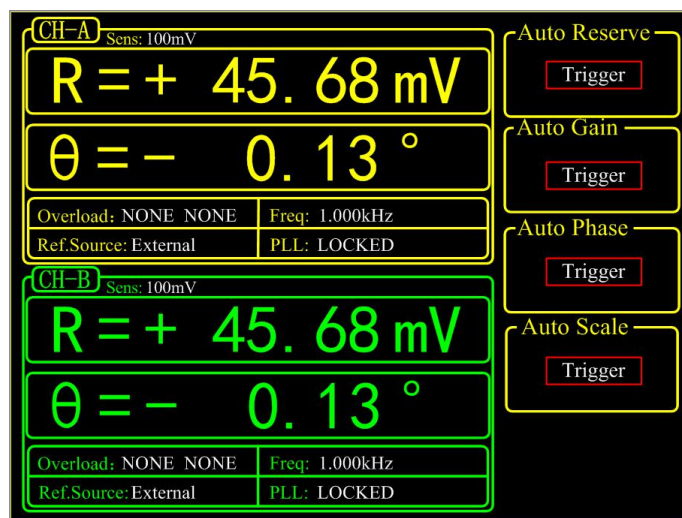 CH-A Sens: 100mV
R = + 45.68 mV
θ = - 0.13 °
Overload: NONE NONE Freq: 1.000kHz
Ref.Source: External PLL: LOCKED
CH-B Sens: 100mV
R = + 45.68 mV
θ = - 0.13 °
Overload: NONE NONE Freq: 1.000kHz
Ref.Source: External PLL: LOCKED
Auto Reserve
Trigger
Auto Gain
Trigger
Auto Phase
Trigger
Auto Scale
Trigger